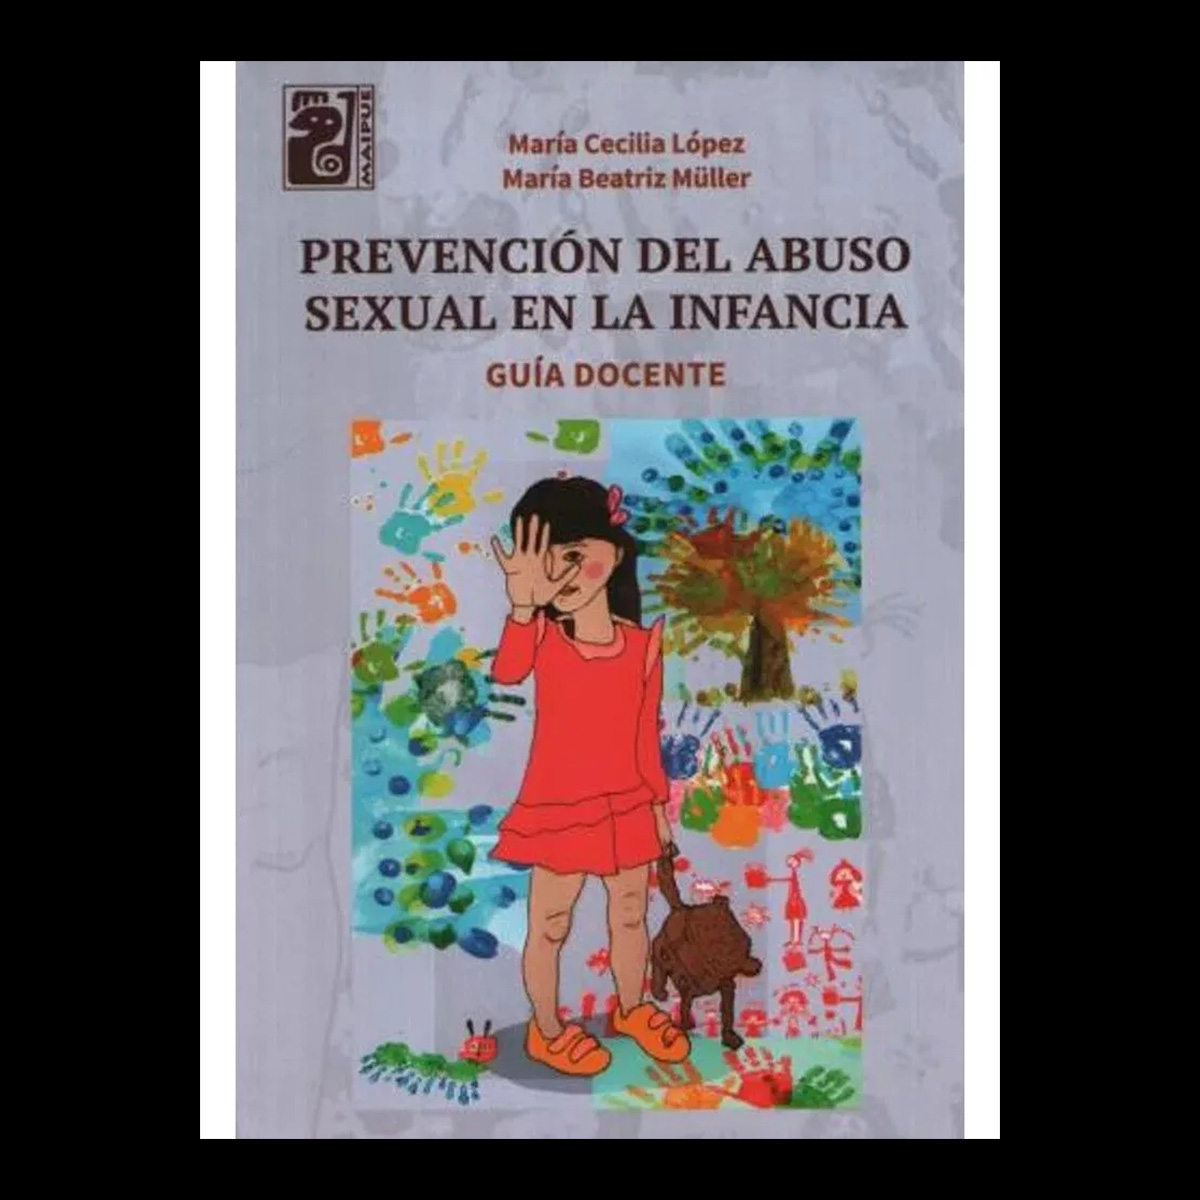 MAIPUE
María Cecilia López
María Beatriz Müller
PREVENCIÓN DEL ABUSO
SEXUAL EN LA INFANCIA
GUÍA DOCENTE